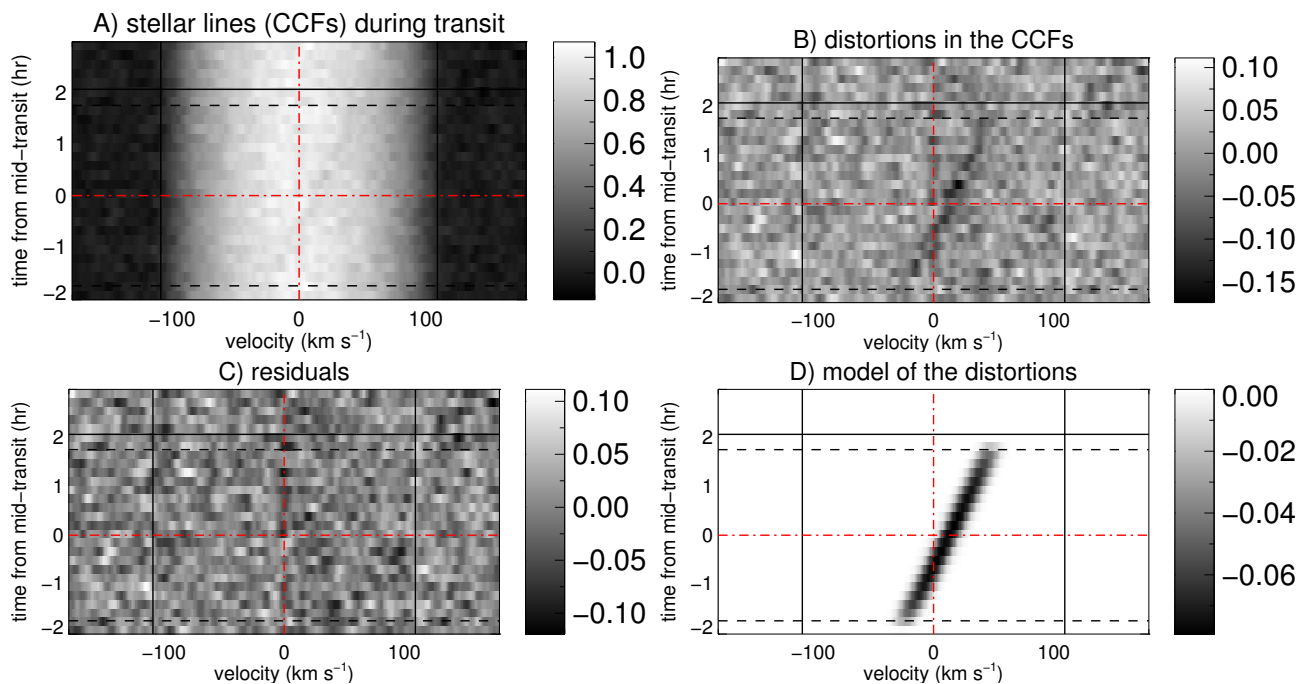 A) stellar lines (CCFs) during transit
time from mid−transit (hr)
2
1
0
−1
−2
−100 0 100
velocity (km s−1)
1.0
0.8
0.6
0.4
0.2
0.0
B) distortions in the CCFs
time from mid−transit (hr)
2
1
0
−1
−2
−100 0 100
velocity (km s−1)
0.10
0.05
0.00
−0.05
−0.10
−0.15
C) residuals
time from mid−transit (hr)
2
1
0
−1
−2
−100 0 100
velocity (km s−1)
0.10
0.05
0.00
−0.05
−0.10
D) model of the distortions
time from mid−transit (hr)
2
1
0
−1
−2
−100 0 100
velocity (km s−1)
0.00
−0.02
−0.04
−0.06